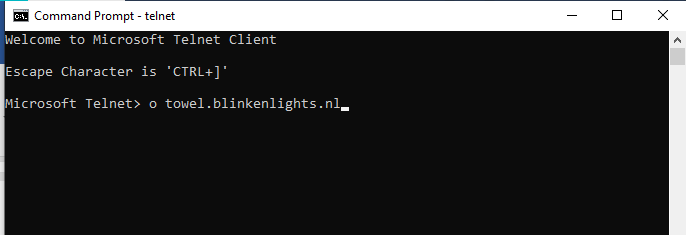 Command Prompt - telnet
Welcome to Microsoft Telnet Client
Escape Character is 'CTRL+]'
Microsoft Telnet> o towel.blinkenlights.nl